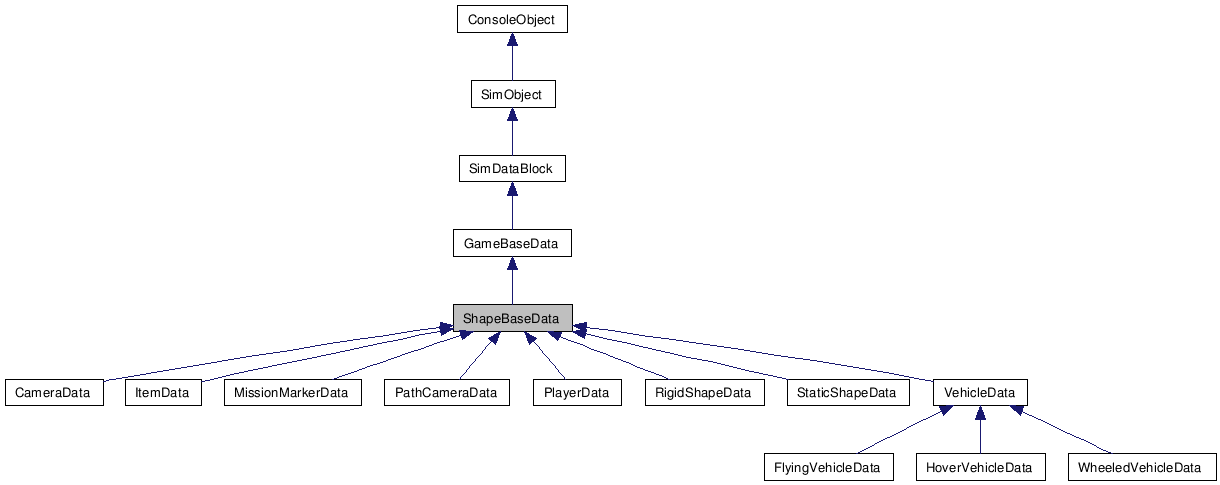 ConsoleObject
SimObject
SimDataBlock
GameBaseData
ShapeBaseData
CameraData
ItemData
MissionMarkerData
PathCameraData
PlayerData
RigidShapeData
StaticShapeData
VehicleData
FlyingVehicleData
HoverVehicleData
WheeledVehicleData